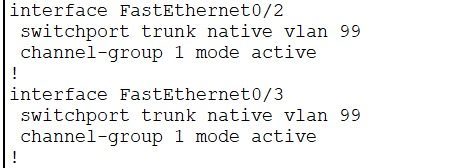 interface FastEthernet0/2
 switchport trunk native vlan 99
 channel-group 1 mode active
!
interface FastEthernet0/3
 switchport trunk native vlan 99
 channel-group 1 mode active
!